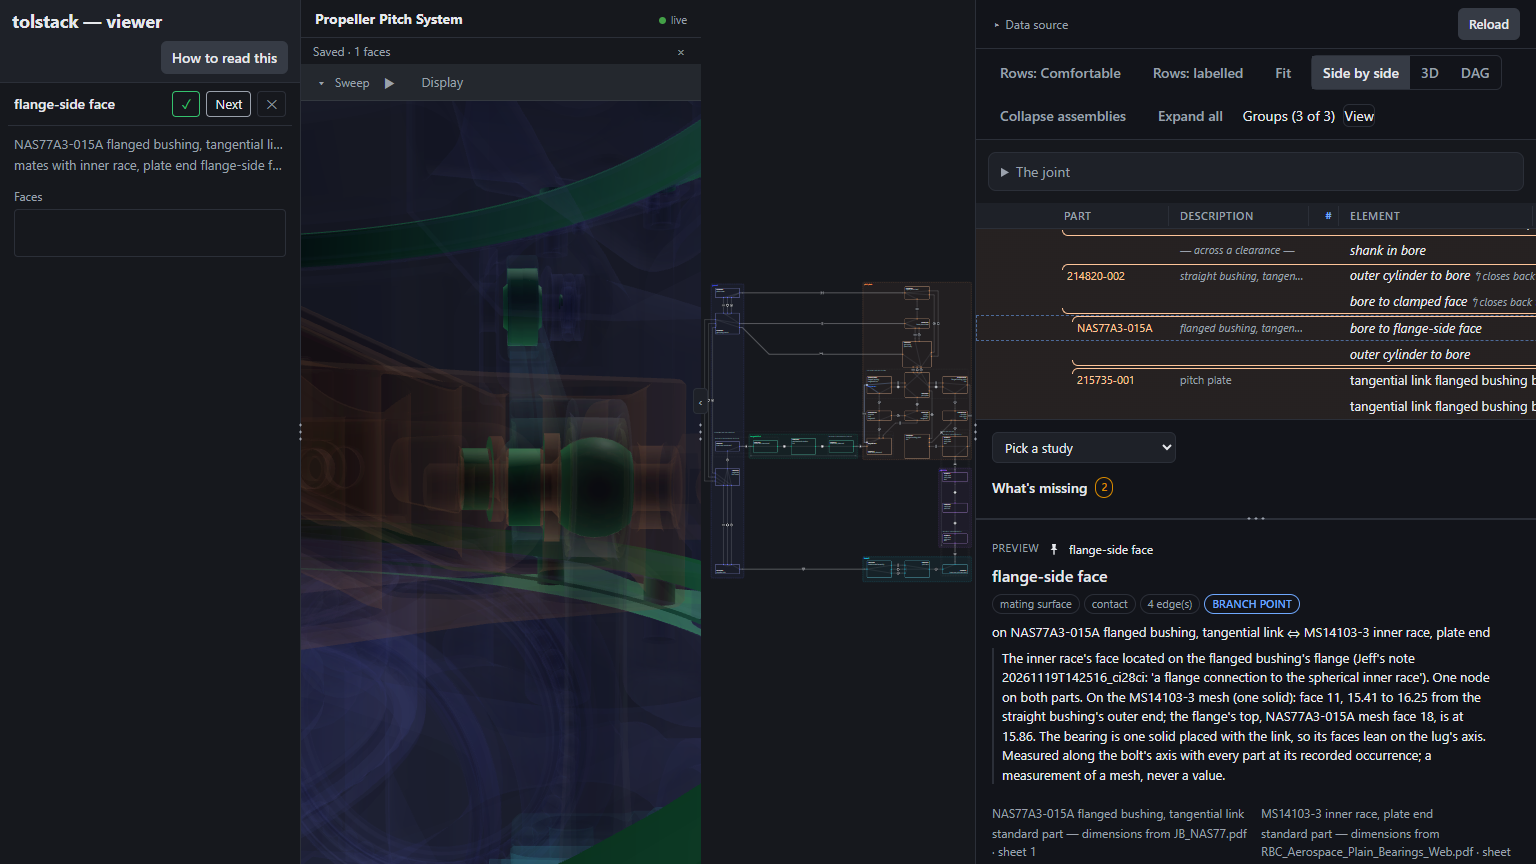 tolstack — viewer
How to read this
flange-side face
✓
Next
×
NAS77A3-015A flanged bushing, tangential li...
mates with inner race, plate end flange-side f...
Faces
Propeller Pitch System
live
Saved · 1 faces
×
Sweep
Display
Data source
Reload
Rows: Comfortable
Rows: labelled
Fit
Side by side
3D
DAG
Collapse assemblies
Expand all
Groups (3 of 3)
View
The joint
PART
DESCRIPTION
#
ELEMENT
— across a clearance —
shank in bore
214820-002
straight bushing, tangen...
outer cylinder to bore
closes back
bore to clamped face
closes back
NAS77A3-015A
flanged bushing, tangen...
bore to flange-side face
outer cylinder to bore
215735-001
pitch plate
tangential link flanged bushing b
tangential link flanged bushing b
Pick a study
What's missing
2
PREVIEW
flange-side face
flange-side face
mating surface
contact
4 edge(s)
BRANCH POINT
on NAS77A3-015A flanged bushing, tangential link ⇔ MS14103-3 inner race, plate end
The inner race's face located on the flanged bushing's flange (Jeff's note
20261119T142516_ci28ci: 'a flange connection to the spherical inner race'). One node
on both parts. On the MS14103-3 mesh (one solid): face 11, 15.41 to 16.25 from the
straight bushing's outer end; the flange's top, NAS77A3-015A mesh face 18, is at
15.86. The bearing is one solid placed with the link, so its faces lean on the lug's axis.
Measured along the bolt's axis with every part at its recorded occurrence; a
measurement of a mesh, never a value.
NAS77A3-015A flanged bushing, tangential link
standard part — dimensions from JB_NAS77.pdf
· sheet 1
MS14103-3 inner race, plate end
standard part — dimensions from
RBC_Aerospace_Plain_Bearings_Web.pdf · sheet